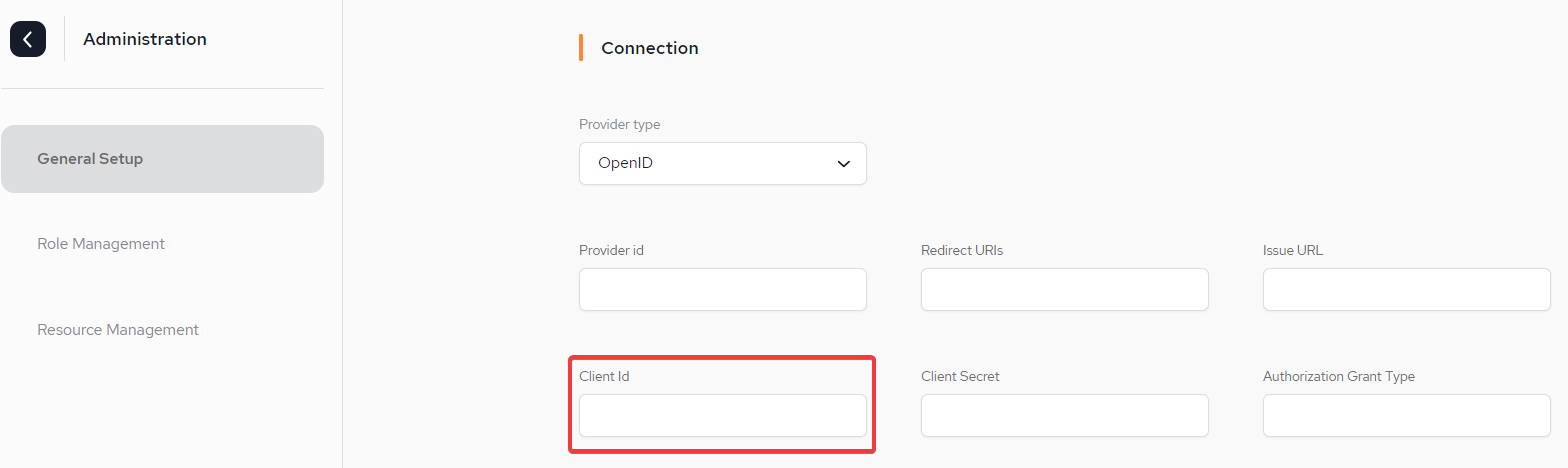 Administration
General Setup
Role Management
Resource Management
Connection
Provider type
OpenID
Provider id
Redirect URIs
Issue URL
Client Id
Client Secret
Authorization Grant Type